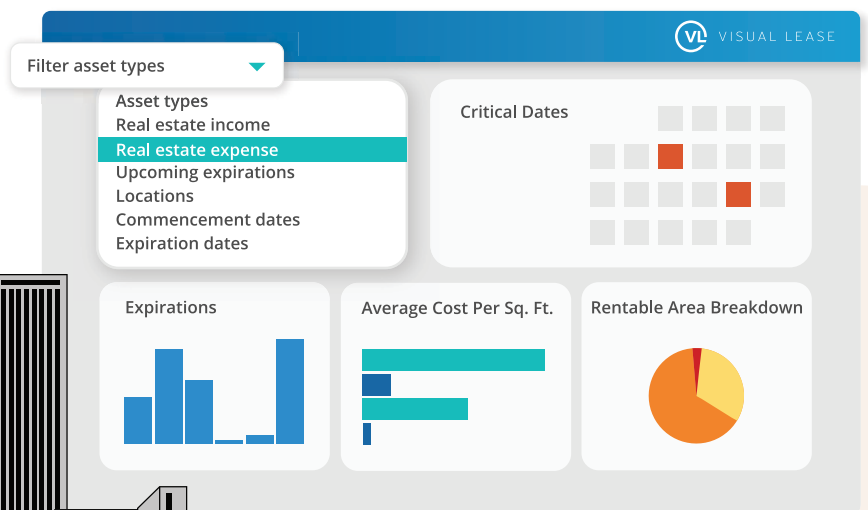 VL VISUAL LEASE
Filter asset types
Asset types
Real estate income
Real estate expense
Upcoming expirations
Locations
Commencement dates
Expiration dates
Critical Dates
Expirations
Average Cost Per Sq. Ft.
Rentable Area Breakdown